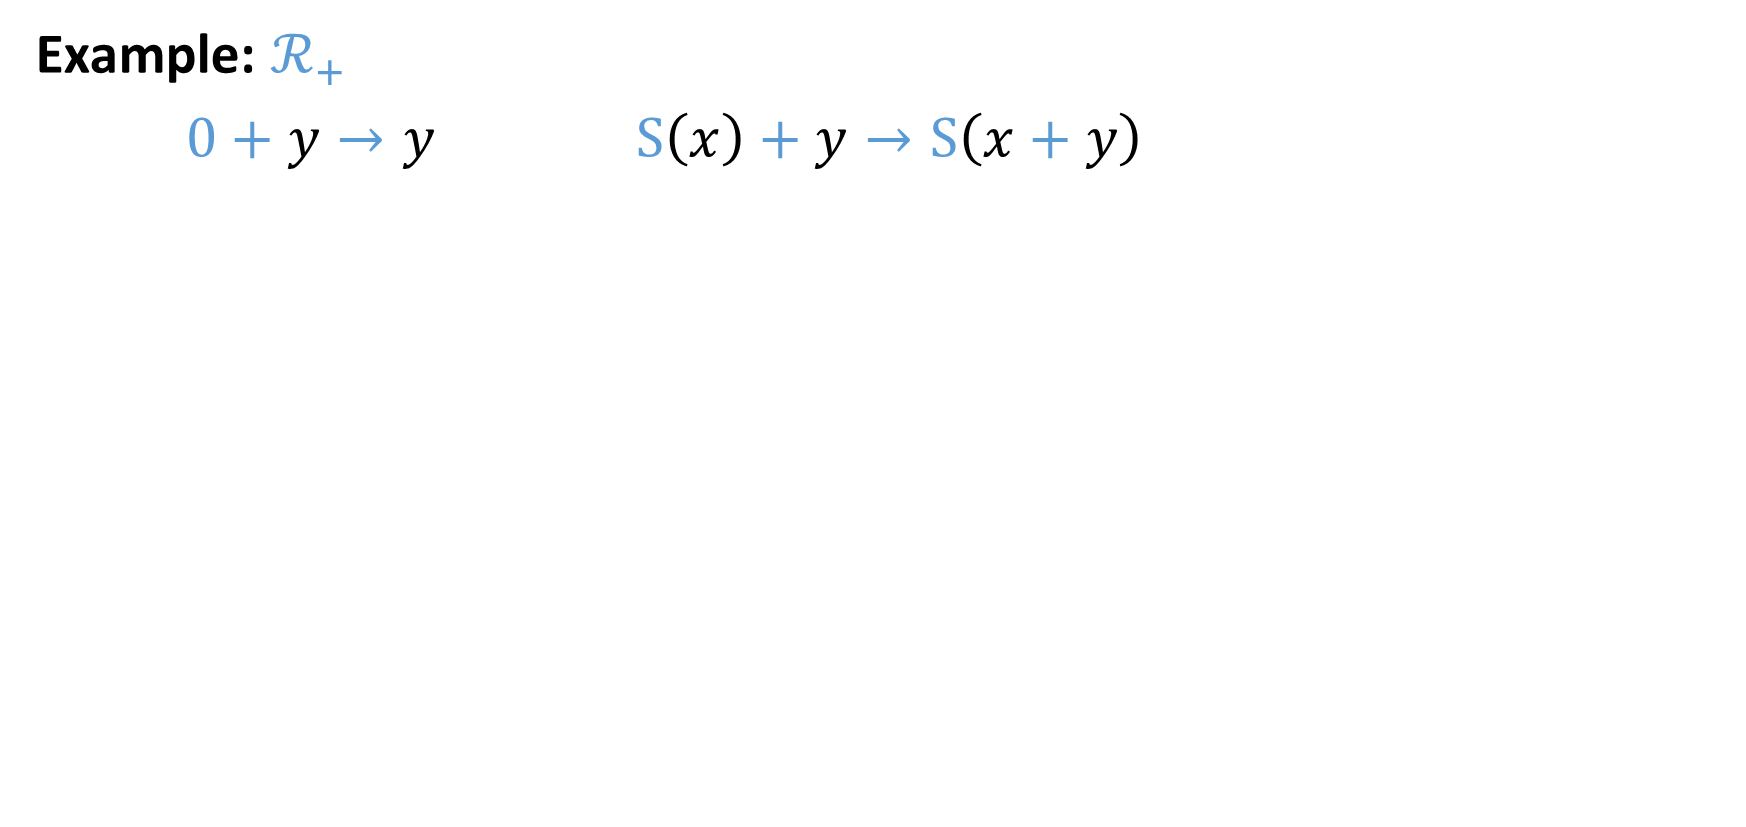 Example: ℛ₊
0 + y → y S(x) + y → S(x + y)